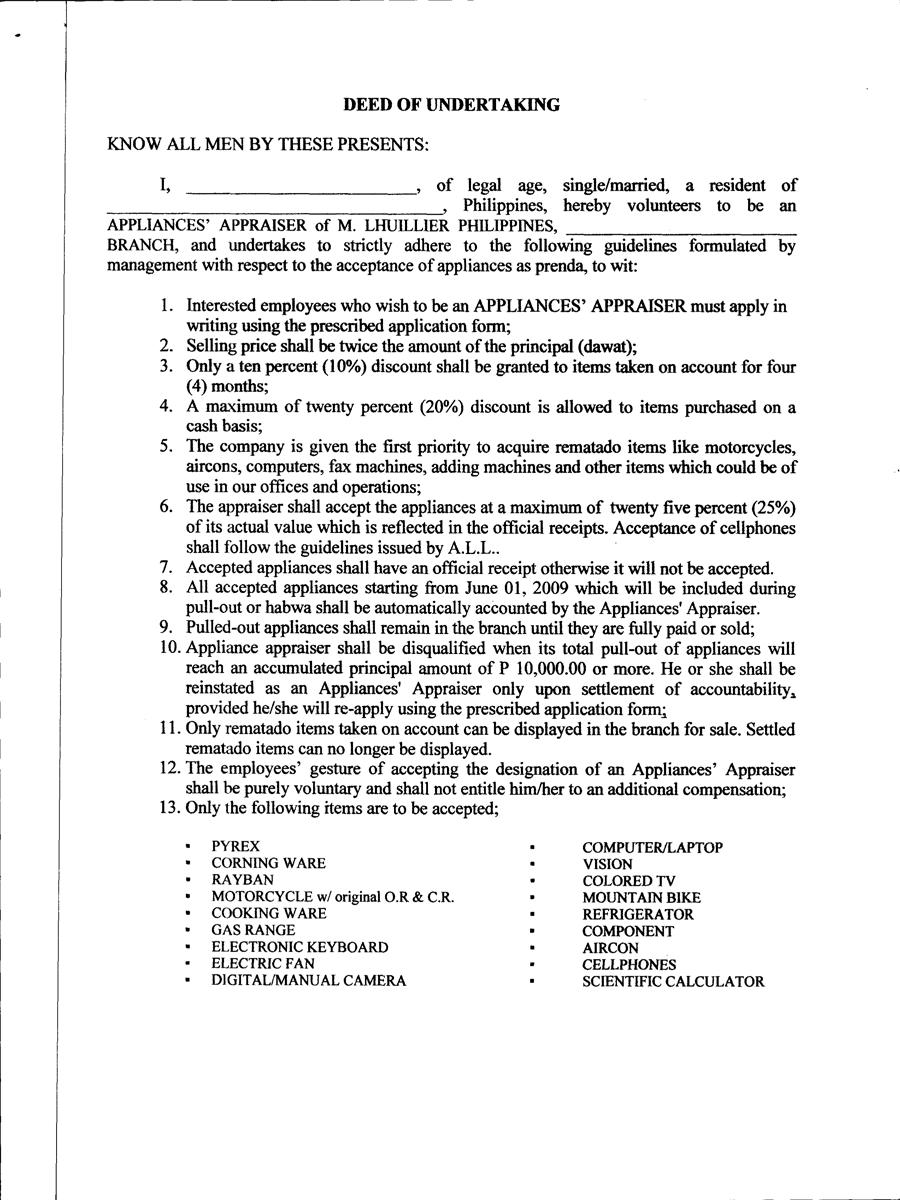 DEED OF UNDERTAKING
KNOW ALL MEN BY THESE PRESENTS:
I, _________________________, of legal age, single/married, a resident of
_____________________________________, Philippines, hereby volunteers to be an
APPLIANCES' APPRAISER of M. LHUILLIER PHILIPPINES, _________________________
BRANCH, and undertakes to strictly adhere to the following guidelines formulated by
management with respect to the acceptance of appliances as prenda, to wit:
1. Interested employees who wish to be an APPLIANCES' APPRAISER must apply in
writing using the prescribed application form;
2. Selling price shall be twice the amount of the principal (dawat);
3. Only a ten percent (10%) discount shall be granted to items taken on account for four
(4) months;
4. A maximum of twenty percent (20%) discount is allowed to items purchased on a
cash basis;
5. The company is given the first priority to acquire rematado items like motorcycles,
aircons, computers, fax machines, adding machines and other items which could be of
use in our offices and operations;
6. The appraiser shall accept the appliances at a maximum of twenty five percent (25%)
of its actual value which is reflected in the official receipts. Acceptance of cellphones
shall follow the guidelines issued by A.L.L..
7. Accepted appliances shall have an official receipt otherwise it will not be accepted.
8. All accepted appliances starting from June 01, 2009 which will be included during
pull-out or habwa shall be automatically accounted by the Appliances' Appraiser.
9. Pulled-out appliances shall remain in the branch until they are fully paid or sold;
10. Appliance appraiser shall be disqualified when its total pull-out of appliances will
reach an accumulated principal amount of P 10,000.00 or more. He or she shall be
reinstated as an Appliances' Appraiser only upon settlement of accountability,
provided he/she will re-apply using the prescribed application form;
11. Only rematado items taken on account can be displayed in the branch for sale. Settled
rematado items can no longer be displayed.
12. The employees' gesture of accepting the designation of an Appliances' Appraiser
shall be purely voluntary and shall not entitle him/her to an additional compensation;
13. Only the following items are to be accepted;
▪ PYREX
▪ CORNING WARE
▪ RAYBAN
▪ MOTORCYCLE w/ original O.R & C.R.
▪ COOKING WARE
▪ GAS RANGE
▪ ELECTRONIC KEYBOARD
▪ ELECTRIC FAN
▪ DIGITAL/MANUAL CAMERA
▪ COMPUTER/LAPTOP
▪ VISION
▪ COLORED TV
▪ MOUNTAIN BIKE
▪ REFRIGERATOR
▪ COMPONENT
▪ AIRCON
▪ CELLPHONES
▪ SCIENTIFIC CALCULATOR